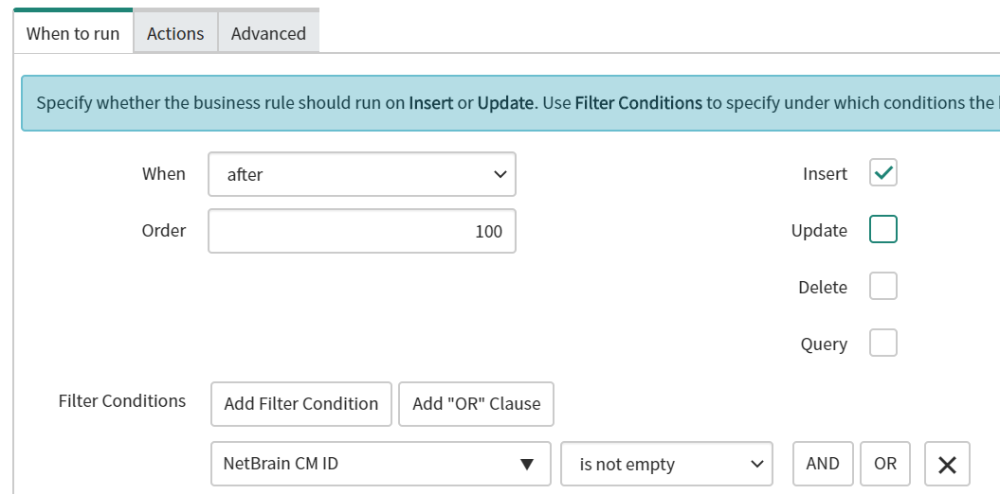 When to run Actions Advanced
Specify whether the business rule should run on Insert or Update. Use Filter Conditions to specify under which conditions the
When after Insert
Order 100 Update
Delete
Query
Filter Conditions Add Filter Condition Add "OR" Clause
NetBrain CM ID is not empty AND OR